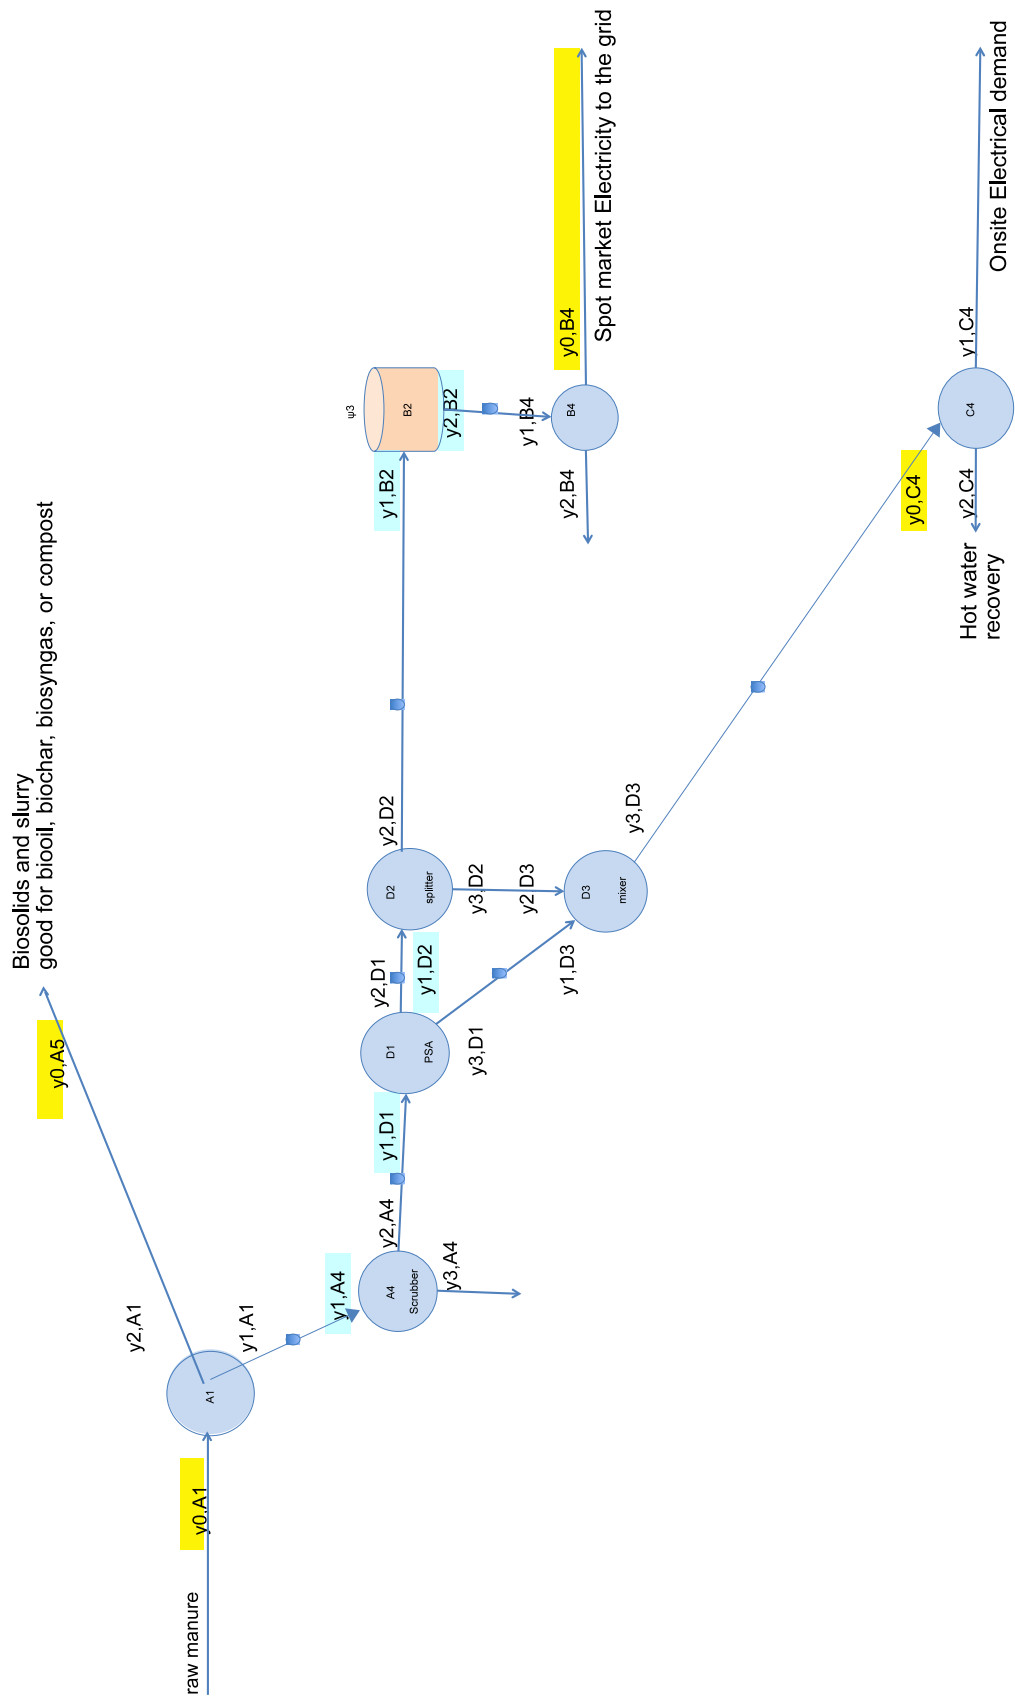 Biosolids and slurry
good for biooil, biochar, biosyngas, or compost
y0,A5
y2,A1
raw manure
y0,A1
A1
y1,A1
y1,A4
A4
Scrubber
y2,A4
y3,A4
y1,D1
D1
PSA
y2,D1
y1,D2
y3,D1
D2
splitter
y2,D2
y3,D2
y2,D3
y1,D3
D3
mixer
y3,D3
ψ3
B2
y1,B2
y2,B2
y1,B4
B4
y2,B4
y0,B4
Spot market Electricity to the grid
y0,C4
C4
y2,C4
Hot water
recovery
y1,C4
Onsite Electrical demand